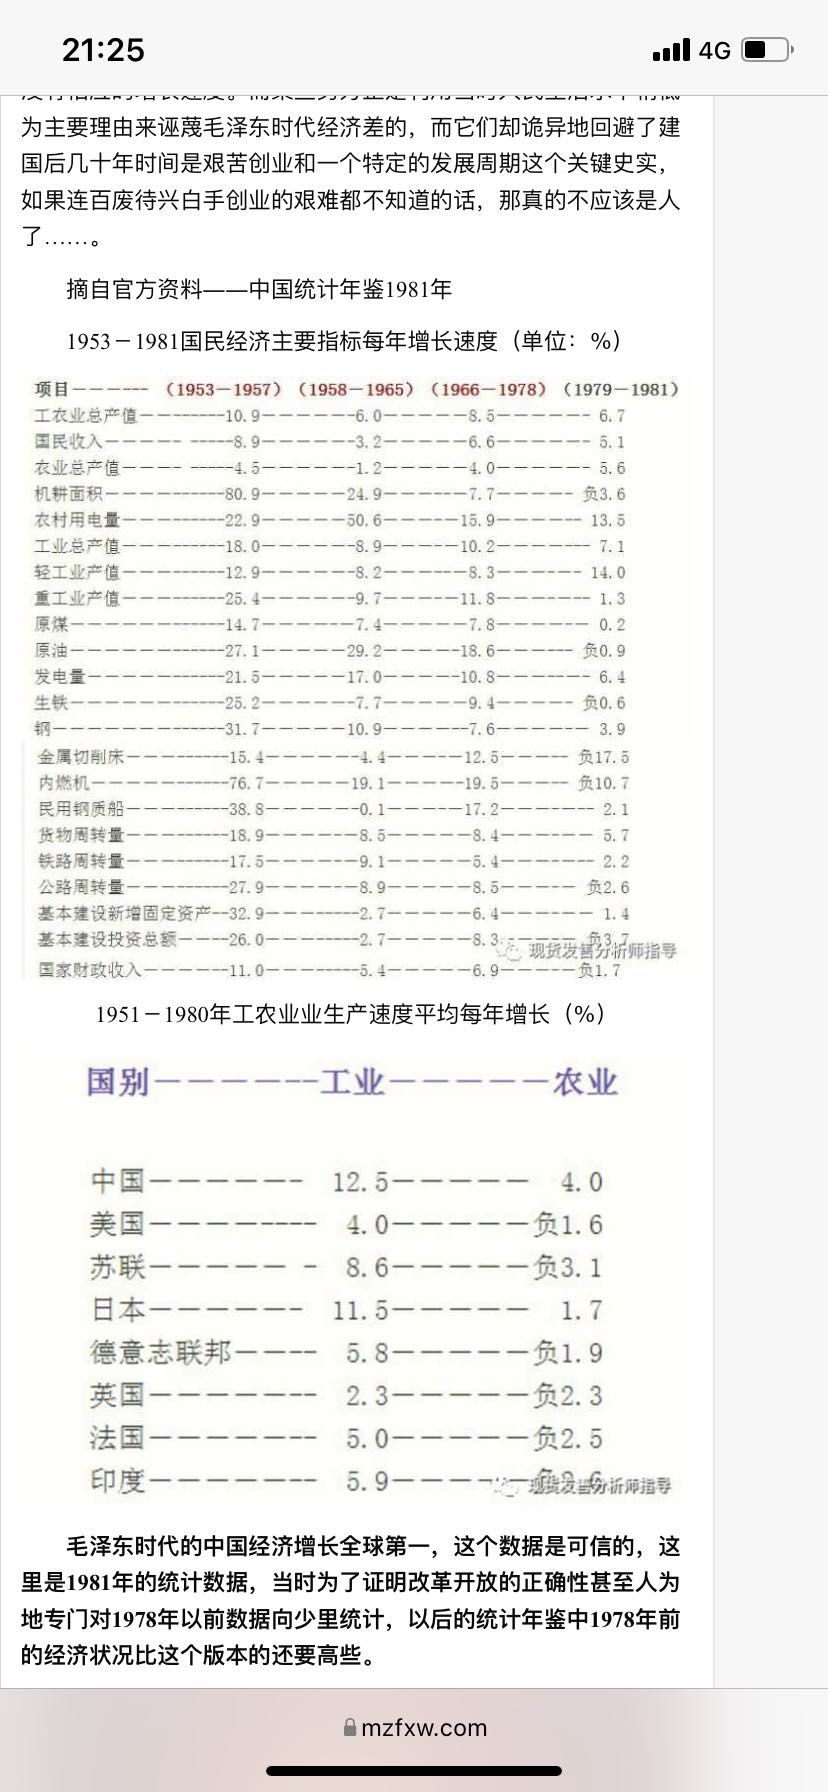 21:25 4G
为主要理由来诬蔑毛泽东时代经济差的，而它们却诡异地回避了建
国后几十年时间是艰苦创业和一个特定的发展周期这个关键史实，
如果连百废待兴白手创业的艰难都不知道的话，那真的不应该是人
了……。
摘自官方资料——中国统计年鉴1981年
1953－1981国民经济主要指标每年增长速度（单位：%）
项目------ （1953－1957）（1958－1965）（1966－1978）（1979－1981）
工农业总产值---------10.9-------6.0------8.5------- 6.7
国民收入----- -----8.9-------3.2------6.6------- 5.1
农业总产值---- -----4.5-------1.2------4.0------- 5.6
机耕面积-----------80.9------24.9-------7.7------ 负3.6
农村用电量----------22.9------50.6------15.9------- 13.5
工业总产值----------18.0-------8.9-----10.2-------- 7.1
轻工业产值----------12.9-------8.2------8.3------- 14.0
重工业产值----------25.4-------9.7-----11.8-------- 1.3
原煤-------------14.7-------7.4------7.8------- 0.2
原油-------------27.1------29.2------18.6------ 负0.9
发电量------------21.5------17.0-----10.8-------- 6.4
生铁-------------25.2-------7.7------9.4------ 负0.6
钢--------------31.7------10.9------7.6------- 3.9
金属切削床----------15.4-------4.4------12.5----- 负17.5
内燃机------------76.7------19.1------19.5----- 负10.7
民用钢质船----------38.8-------0.1-----17.2-------- 2.1
货物周转量----------18.9-------8.5------8.4------- 5.7
铁路周转量----------17.5-------9.1------5.4-------- 2.2
公路周转量----------27.9-------8.9------8.5------ 负2.6
基本建设新增固定资产--32.9--------2.7------6.4------- 1.4
基本建设投资总额----26.0--------2.7------8.3------ 负3.7
现货发售分析师指导
国家财政收入-------11.0--------5.4------6.9------负1.7
1951－1980年工农业业生产速度平均每年增长（%）
国别-------工业------农业
中国------- 12.5------ 4.0
美国-------- 4.0------负1.6
苏联------ - 8.6------负3.1
日本------- 11.5------ 1.7
德意志联邦---- 5.8------负1.9
英国-------- 2.3------负2.3
法国-------- 5.0------负2.5
印度-------- 5.9------
现货发售分析师指导
毛泽东时代的中国经济增长全球第一，这个数据是可信的，这
里是1981年的统计数据，当时为了证明改革开放的正确性甚至人为
地专门对1978年以前数据向少里统计，以后的统计年鉴中1978年前
的经济状况比这个版本的还要高些。
mzfxw.com